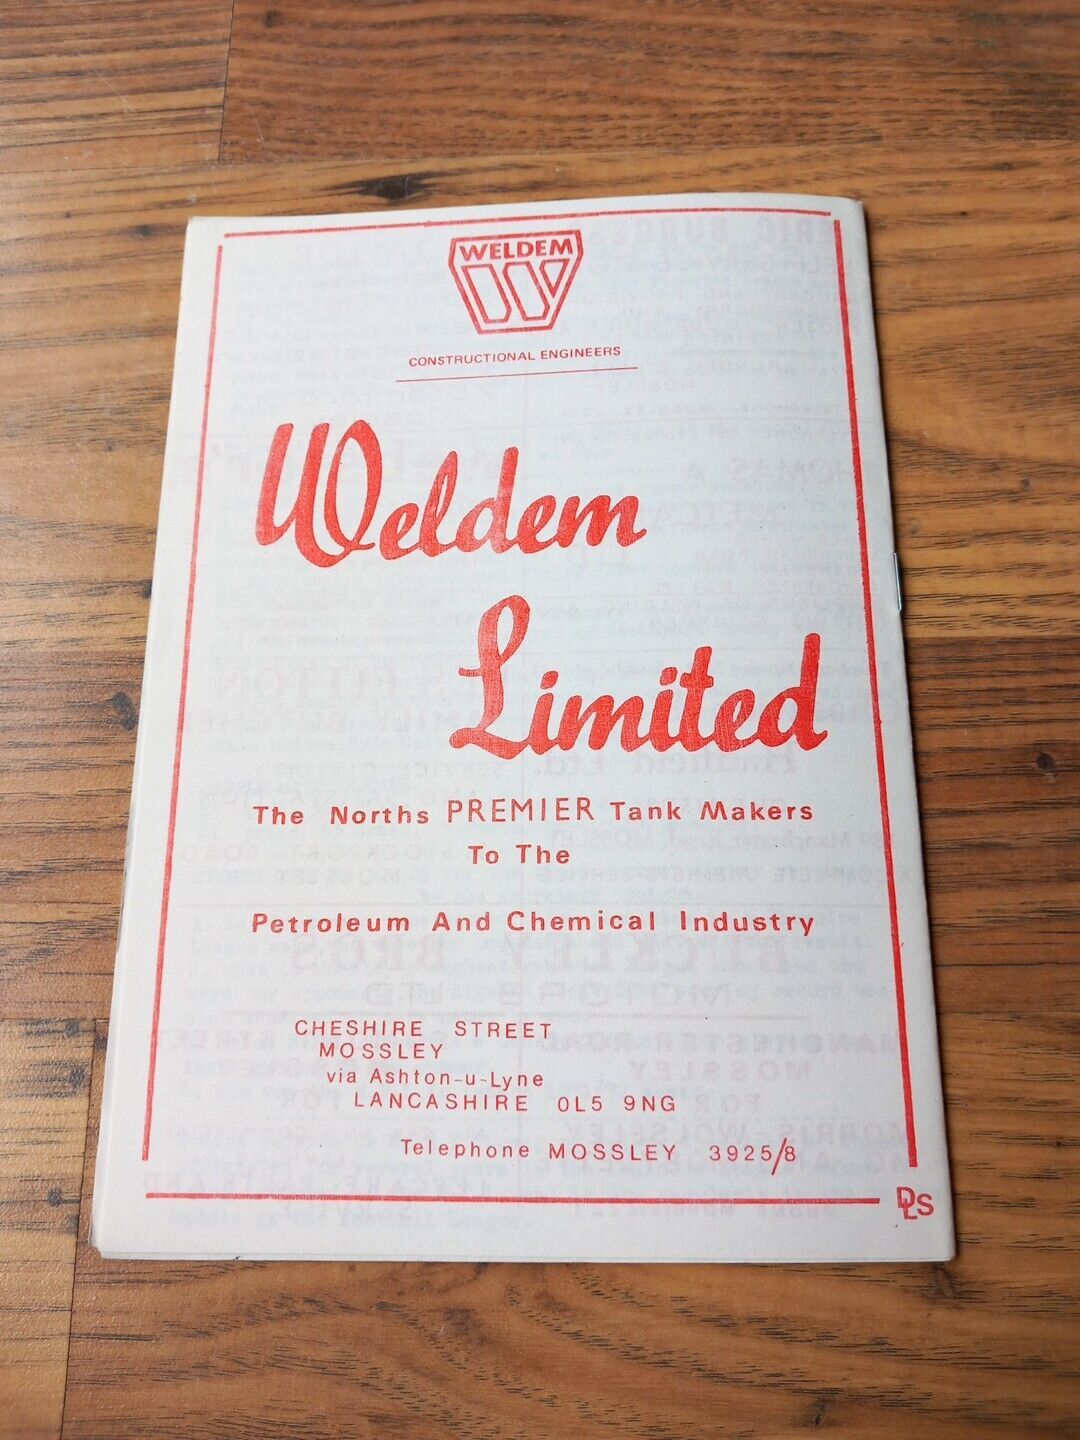 WELDEM
CONSTRUCTIONAL ENGINEERS
Weldem
Limited
The Norths PREMIER Tank Makers
To The
Petroleum And Chemical Industry
CHESHIRE STREET
MOSSLEY
via Ashton-u-Lyne
LANCASHIRE OL5 9NG
Telephone MOSSLEY 3925/8
DLS